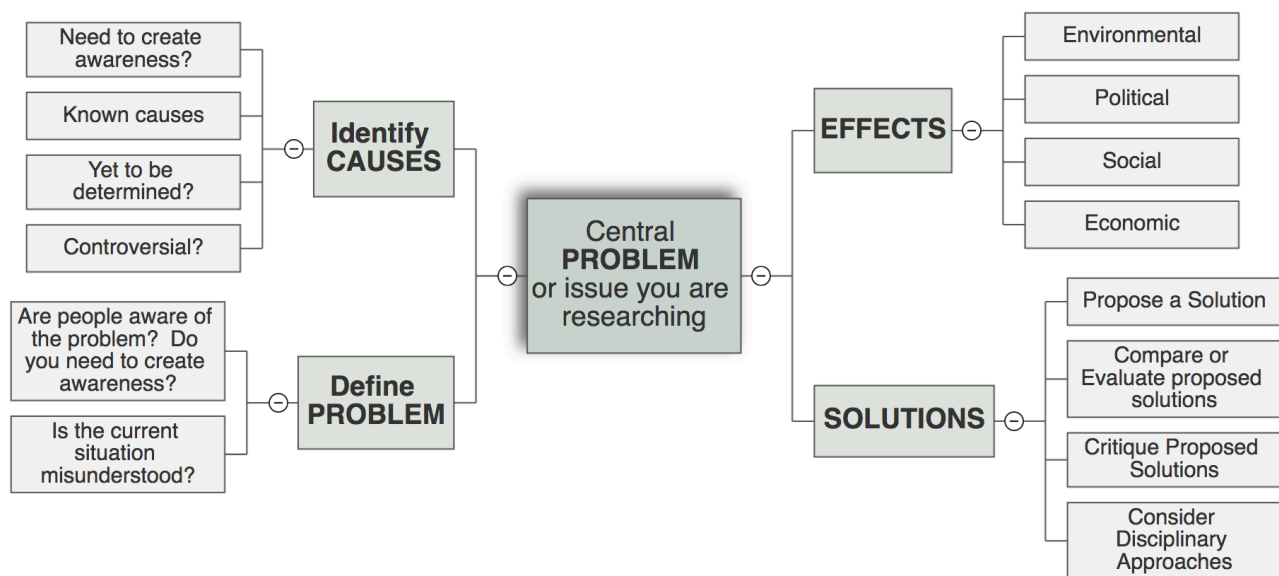 Need to create
awareness?
Known causes
Yet to be
determined?
Controversial?
Identify
CAUSES
Are people aware of
the problem?  Do
you need to create
awareness?
Is the current
situation
misunderstood?
Define
PROBLEM
Central
PROBLEM
or issue you are
researching
EFFECTS
Environmental
Political
Social
Economic
SOLUTIONS
Propose a Solution
Compare or
Evaluate proposed
solutions
Critique Proposed
Solutions
Consider
Disciplinary
Approaches